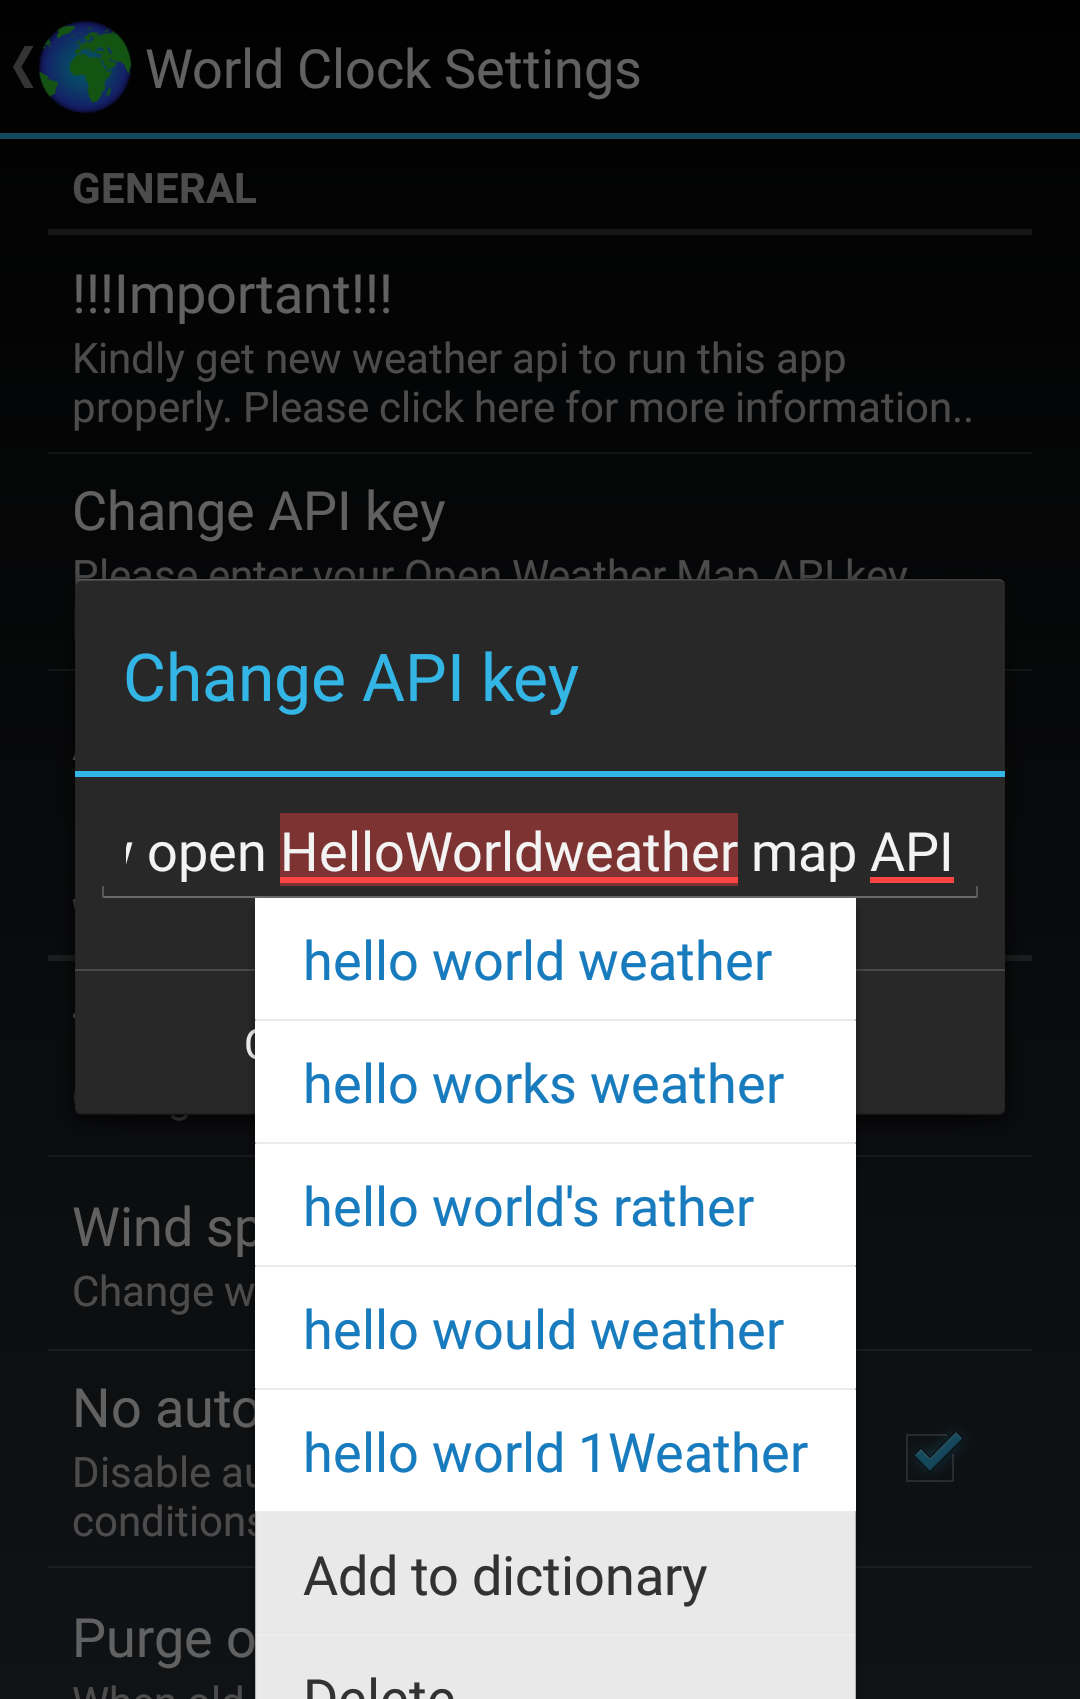 World Clock Settings
GENERAL
!!!Important!!!
Kindly get new weather api to run this app
properly. Please click here for more information..
Change API key
Please enter your Open Weather Map API key
Change API key
open HelloWorldweather map API
hello world weather
hello works weather
hello world's rather
hello would weather
hello world 1Weather
Add to dictionary
Delete
Wind sp
Change w
No auto
Disable au
conditions
Purge o
When old